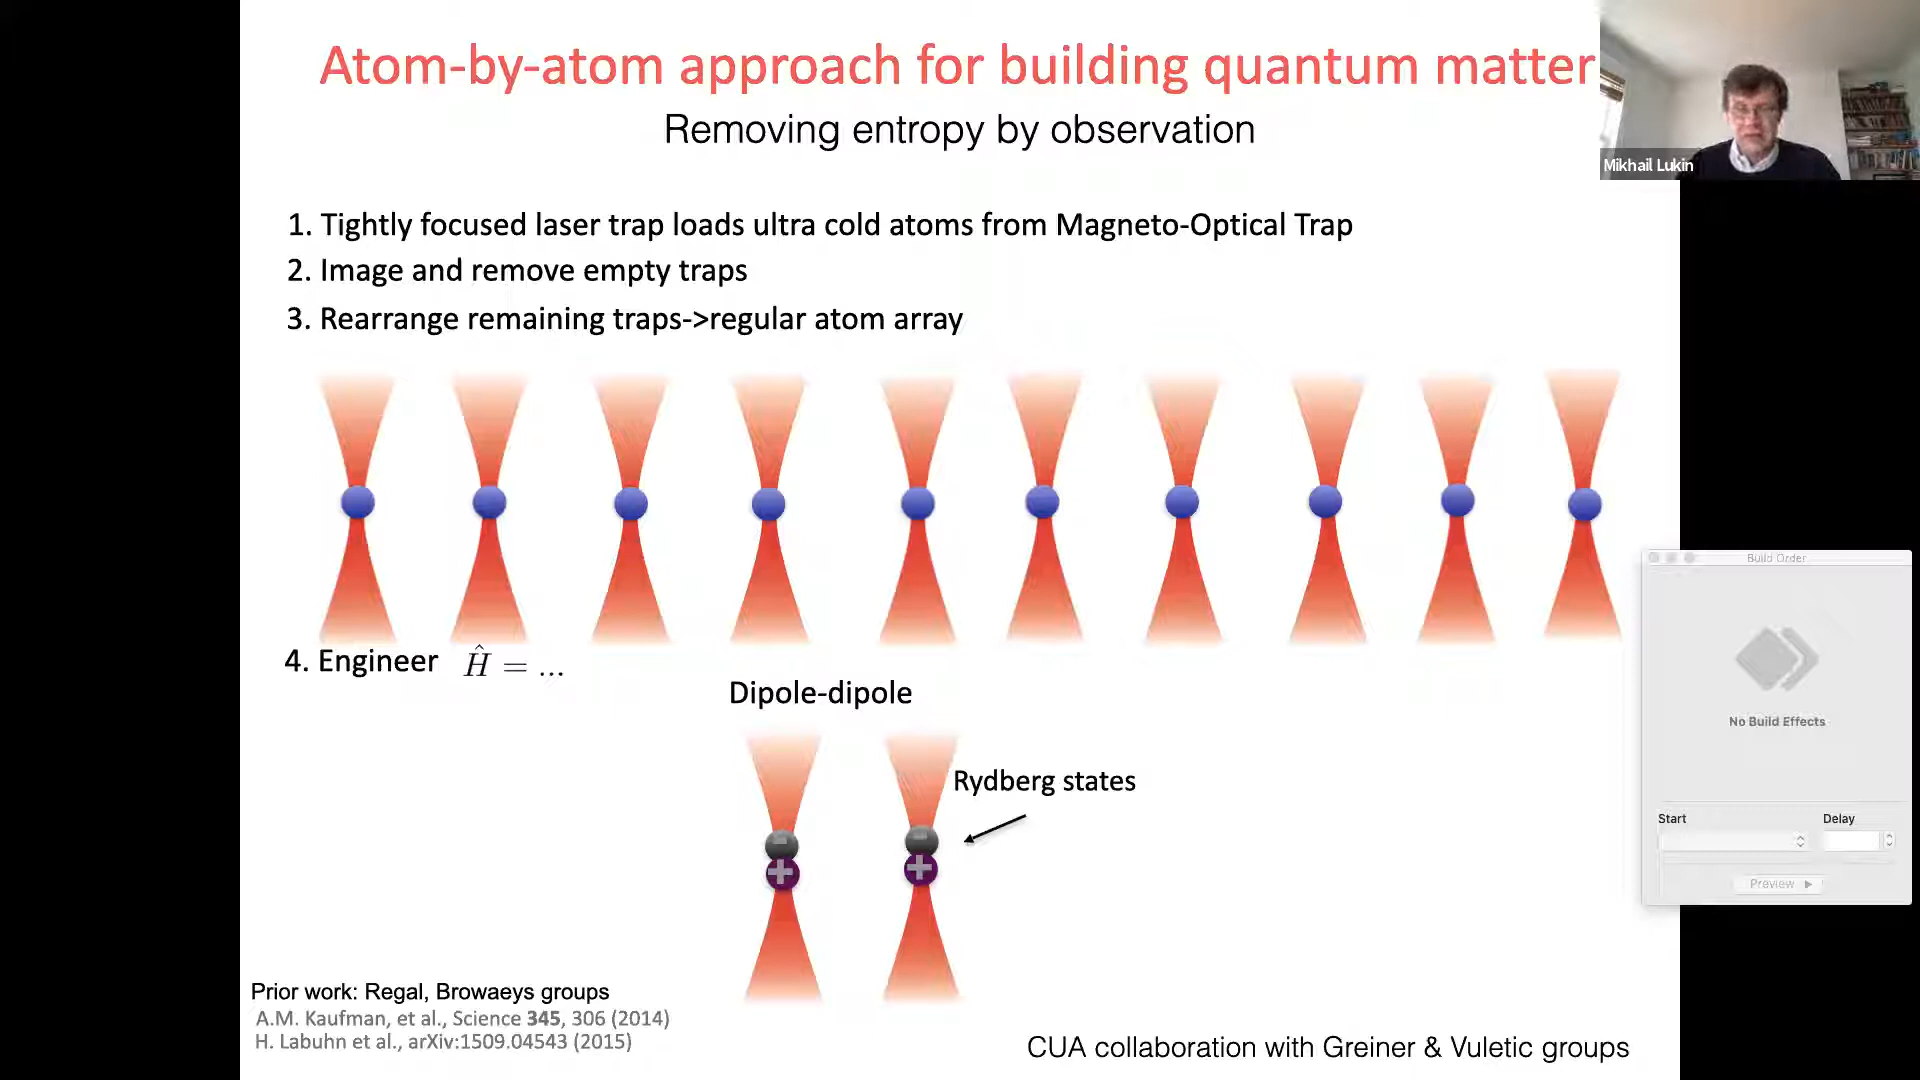 Atom-by-atom approach for building quantum matter
Removing entropy by observation
Mikhail Lukin
1. Tightly focused laser trap loads ultra cold atoms from Magneto-Optical Trap
2. Image and remove empty traps
3. Rearrange remaining traps->regular atom array
4. Engineer Ĥ = ...
Dipole-dipole
Rydberg states
- -
+ +
Build Order
No Build Effects
Start Delay
Preview
Prior work: Regal, Browaeys groups
A.M. Kaufman, et al., Science 345, 306 (2014)
H. Labuhn et al., arXiv:1509.04543 (2015)
CUA collaboration with Greiner & Vuletic groups